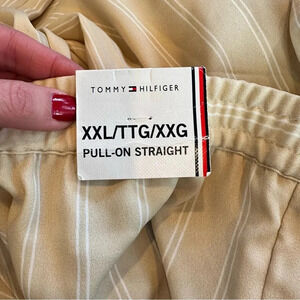 TOMMY HILFIGER
XXL/TTG/XXG
PULL-ON STRAIGHT